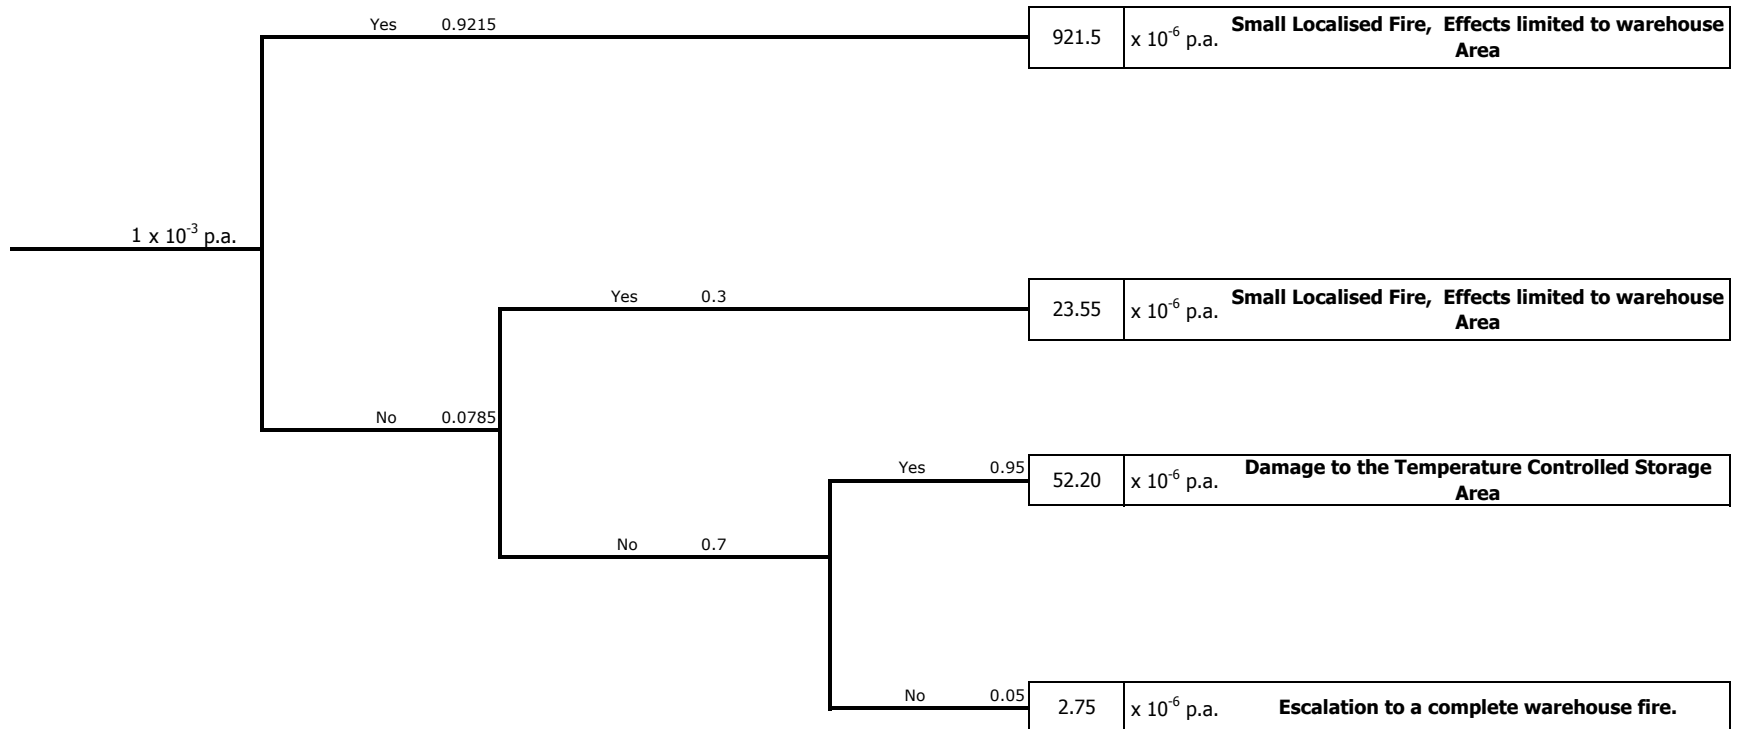 Yes 0.9215
921.5 x 10⁻⁶ p.a. Small Localised Fire,  Effects limited to warehouse
Area
1 x 10⁻³ p.a.
Yes 0.3
23.55 x 10⁻⁶ p.a. Small Localised Fire,  Effects limited to warehouse
Area
No 0.0785
Yes 0.95
52.20 x 10⁻⁶ p.a. Damage to the Temperature Controlled Storage
Area
No 0.7
No 0.05
2.75 x 10⁻⁶ p.a. Escalation to a complete warehouse fire.